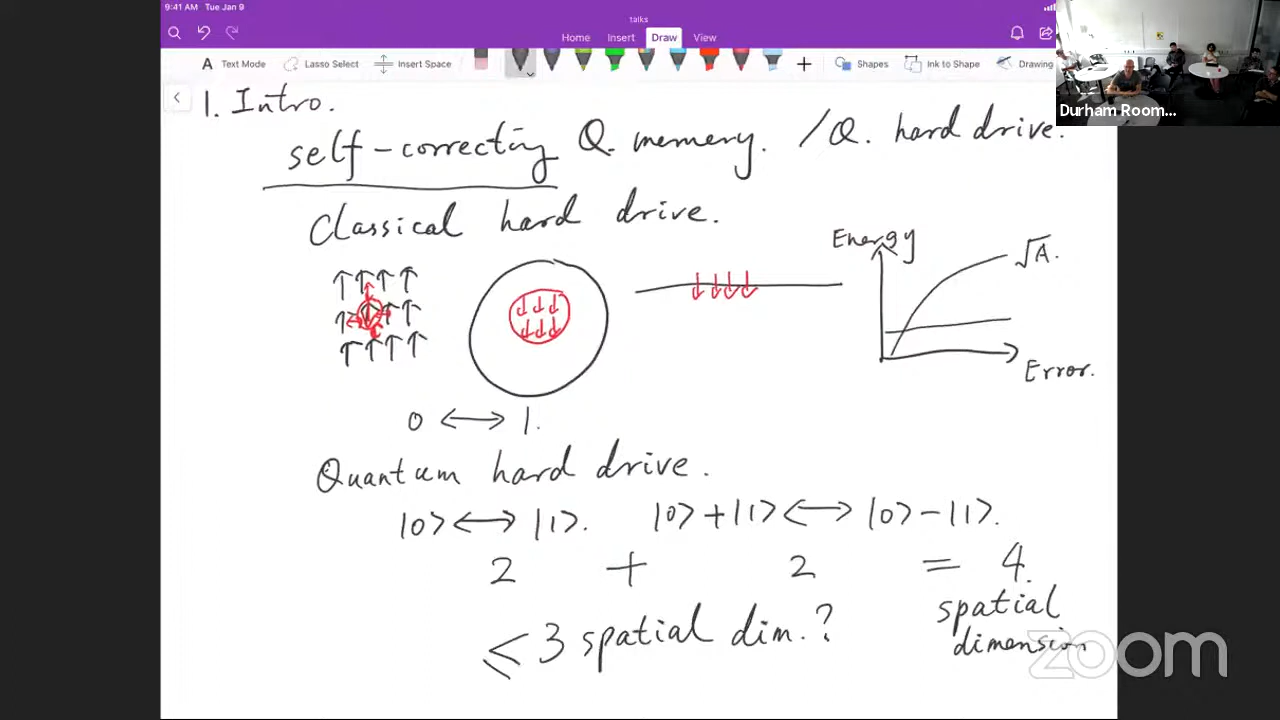 9:41 AM Tue Jan 9
talks
Home Insert Draw View
Text Mode Lasso Select Insert Space Shapes Ink to Shape Drawing
Durham Room...
1. Intro.
self-correcting Q. memery. / Q. hard drive.
Classical hard drive.
Energy
√A.
Error.
0 ↔ 1.
Quantum hard drive.
|0⟩ ↔ |1⟩. |0⟩+|1⟩ ↔ |0⟩-|1⟩.
2 + 2 = 4.
spatial
dimension
≤ 3 spatial dim. ?
zoom